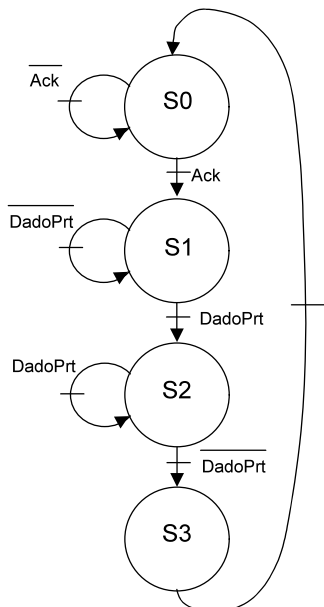 Ack
S0
Ack
DadoPrt
S1
DadoPrt
DadoPrt
S2
DadoPrt
S3